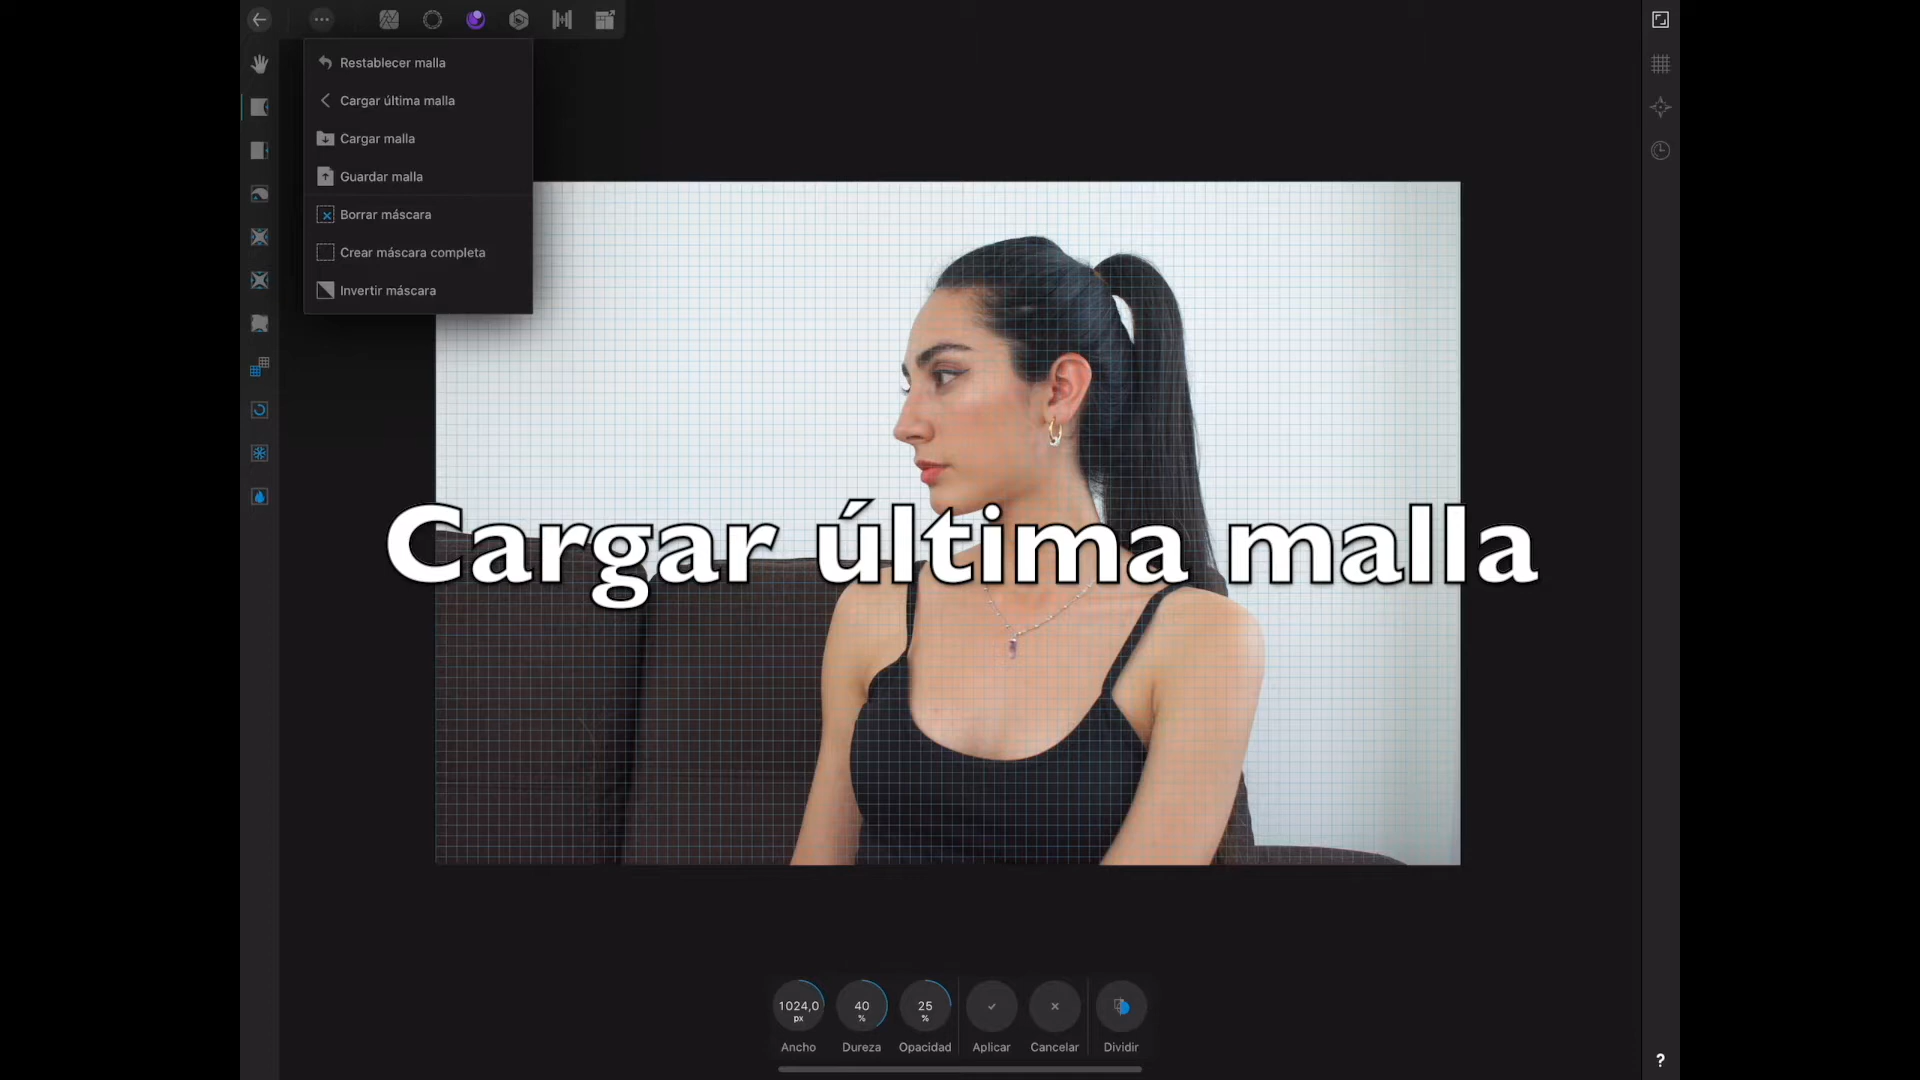 Restablecer malla
Cargar última malla
Cargar malla
Guardar malla
Borrar máscara
Crear máscara completa
Invertir máscara
Cargar última malla
1024,0 px
40 %
25 %
Ancho
Dureza
Opacidad
Aplicar
Cancelar
Dividir
?